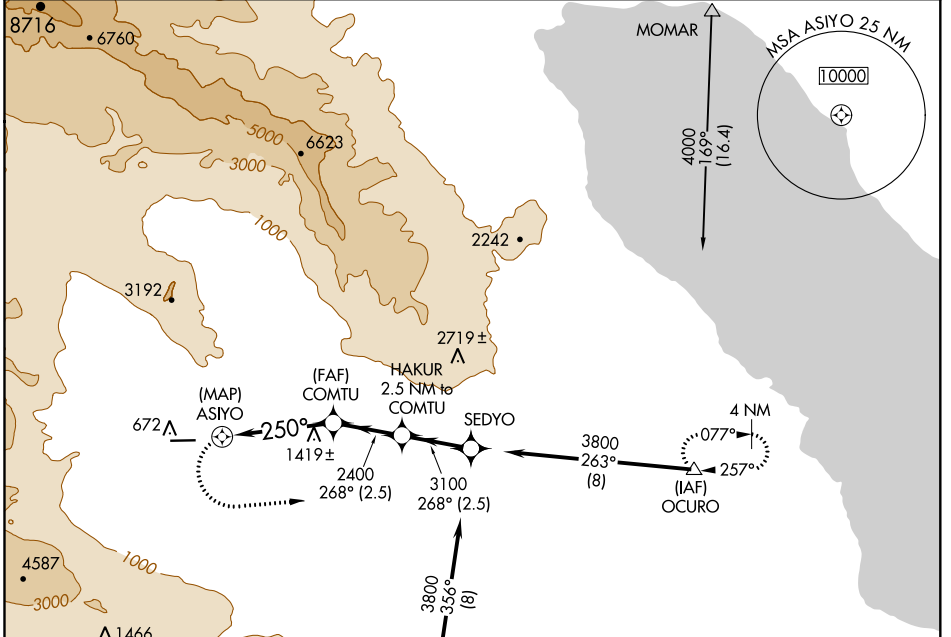 8716
6760
MOMAR
MSA ASIYO 25 NM
10000
5000
6623
3000
4000
169°
(16.4)
1000
2242
3192
2719±
(FAF)
COMTU
HAKUR
2.5 NM to
COMTU
(MAP)
ASIYO
SEDYO
672
250°
1419±
4 NM
077°
257°
3800
263°
(8)
2400
268° (2.5)
3100
268° (2.5)
(IAF)
OCURO
4587
1000
3000
3800
356°
(8)
1466